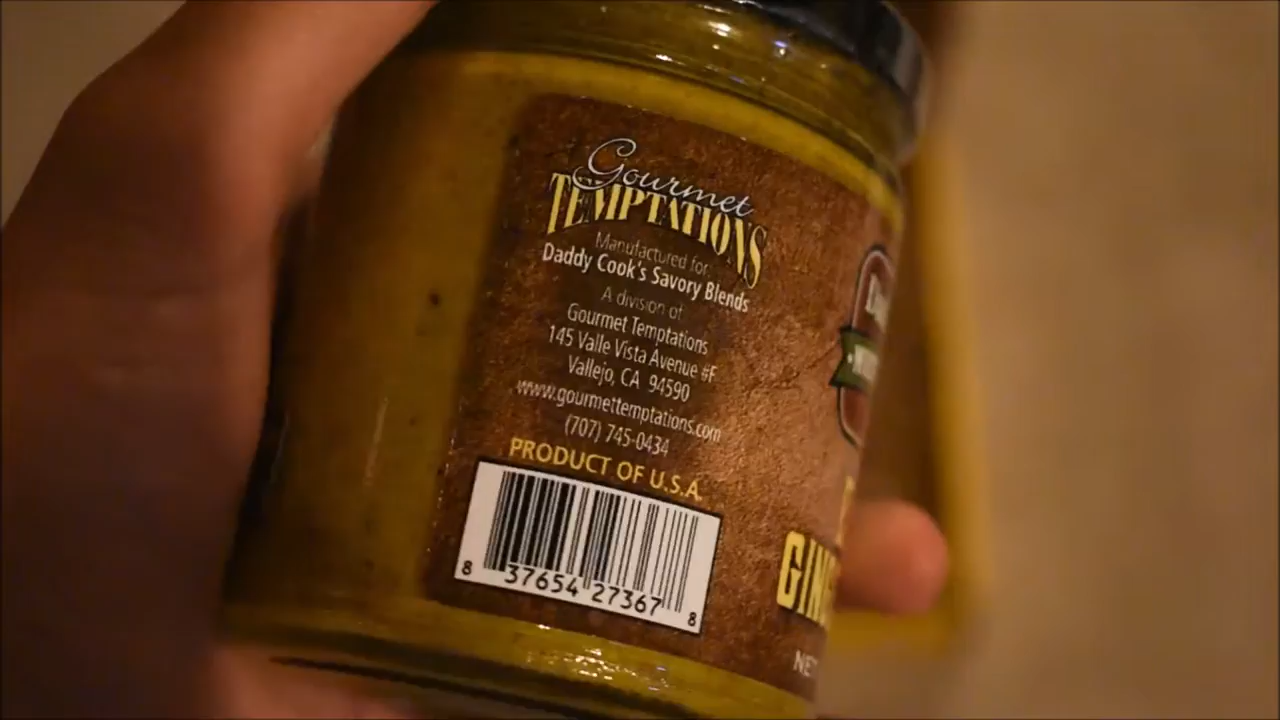 Gourmet
TEMPTATIONS
Manufactured for:
Daddy Cook's Savory Blends
A division of
Gourmet Temptations
145 Valle Vista Avenue #F
Vallejo, CA 94590
www.gourmettemptations.com
(707) 745-0434
PRODUCT OF U.S.A.
8 37654 27367 8